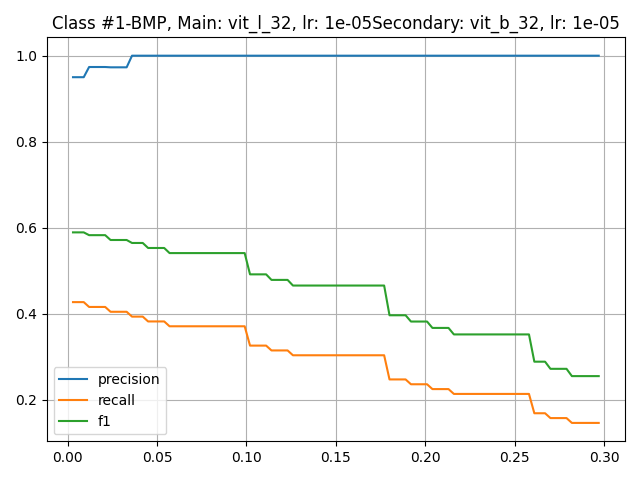 Class #1-BMP, Main: vit_l_32, lr: 1e-05Secondary: vit_b_32, lr: 1e-05
1.0
0.8
0.6
0.4
0.2
precision
recall
f1
0.00 0.05 0.10 0.15 0.20 0.25 0.30